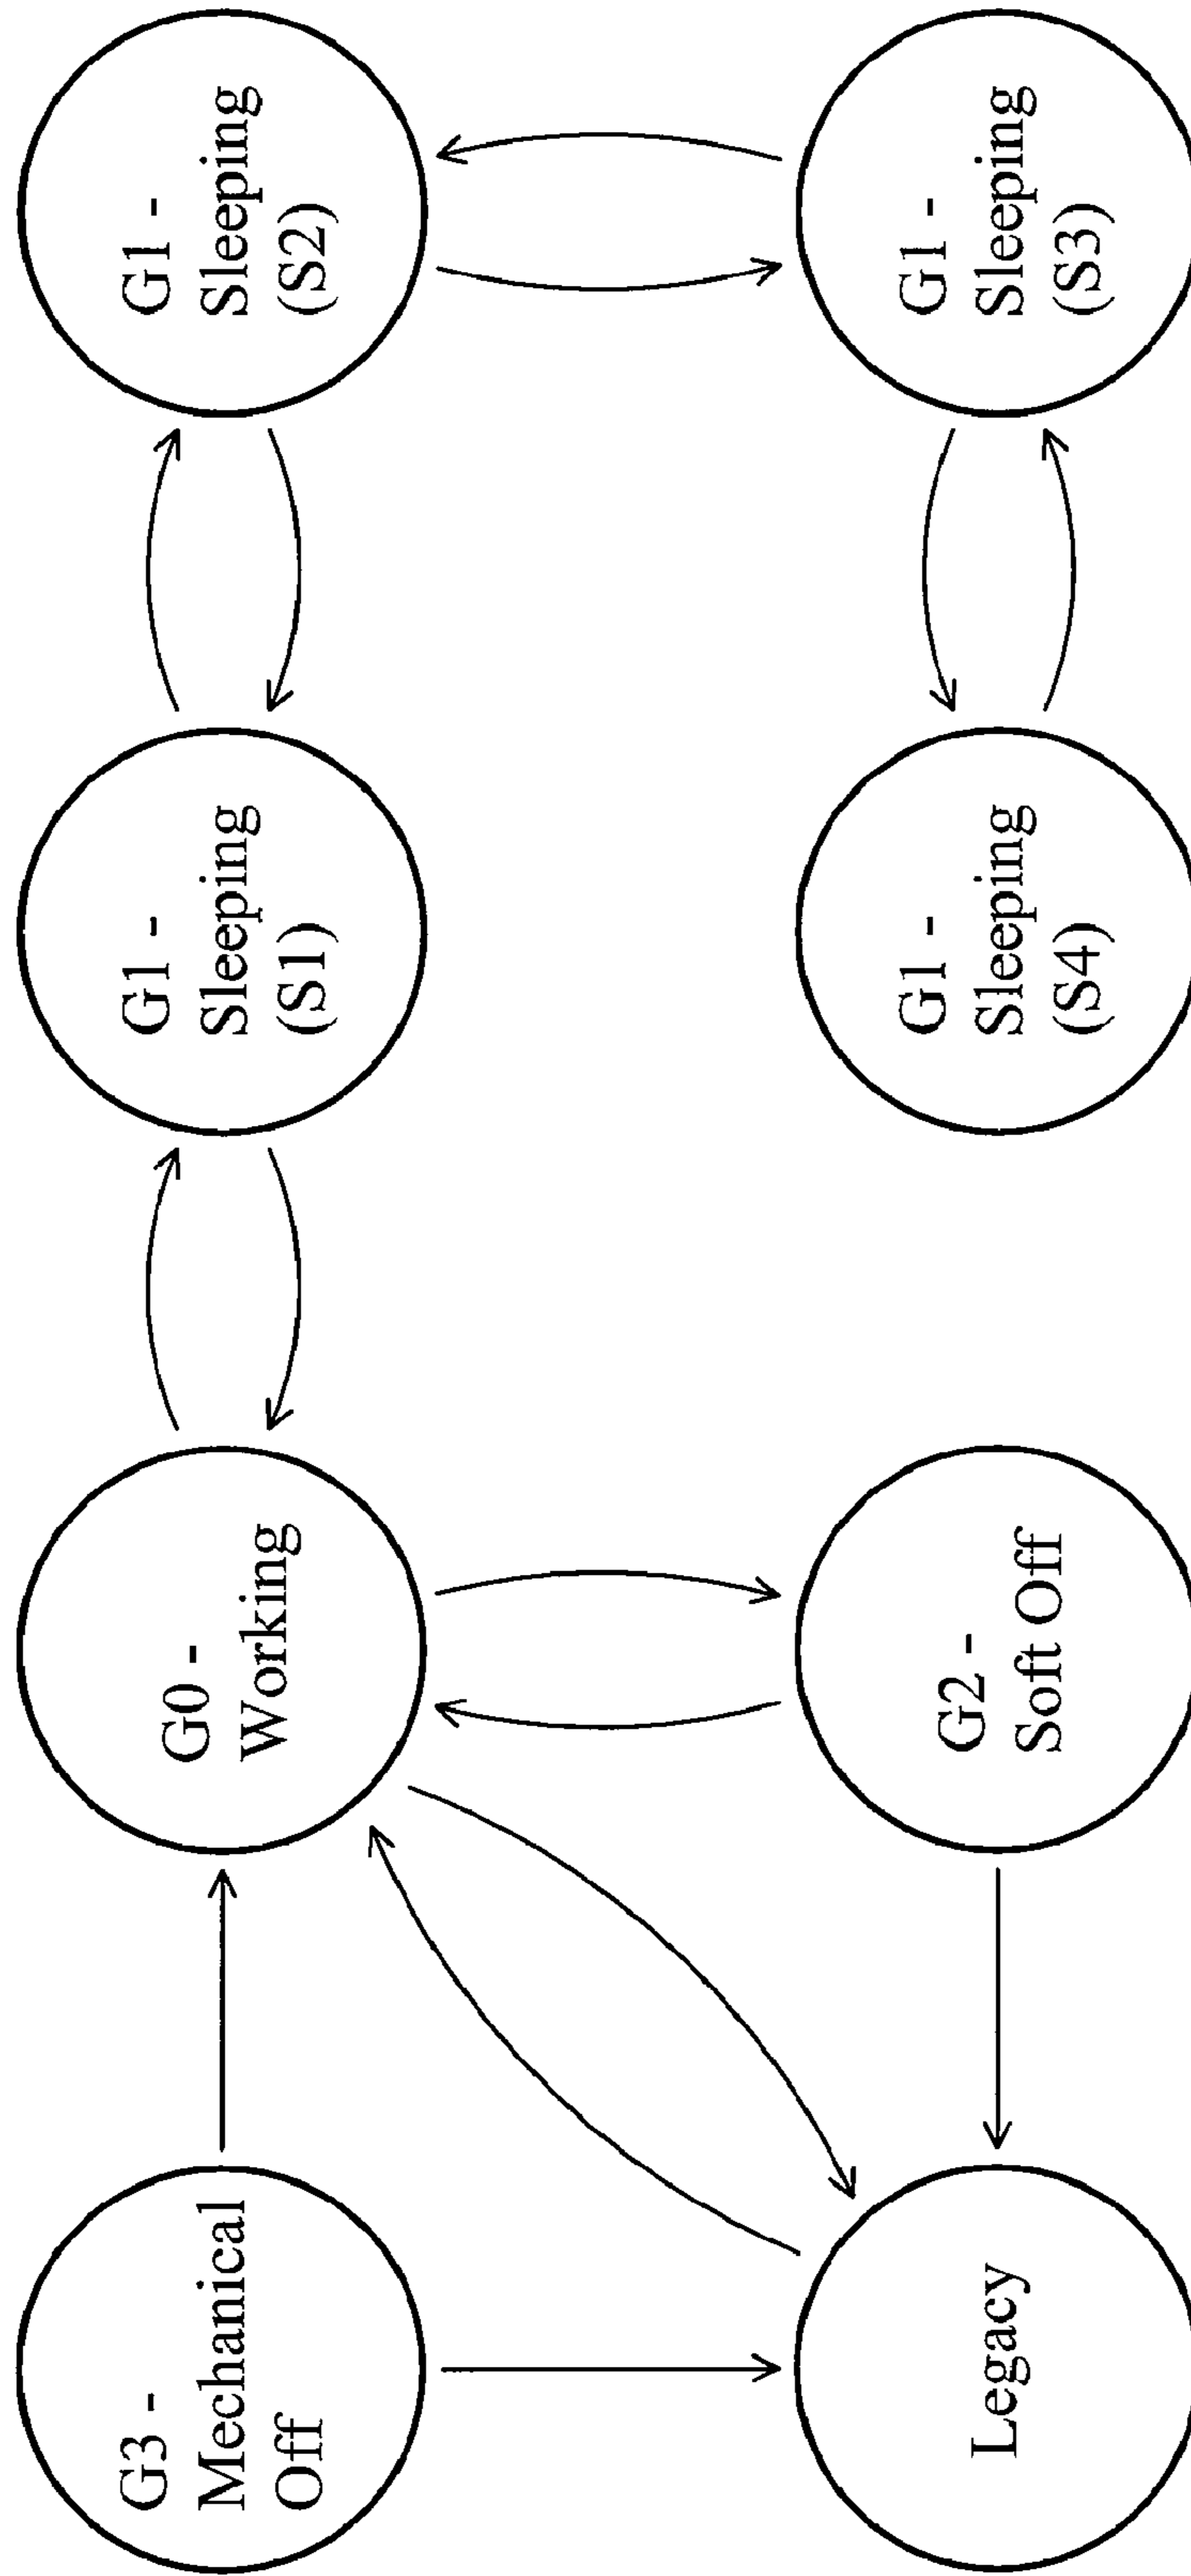 G3 -
Mechanical
Off
G0 -
Working
G1 -
Sleeping
(S1)
G1 -
Sleeping
(S2)
Legacy
G2 -
Soft Off
G1 -
Sleeping
(S4)
G1 -
Sleeping
(S3)